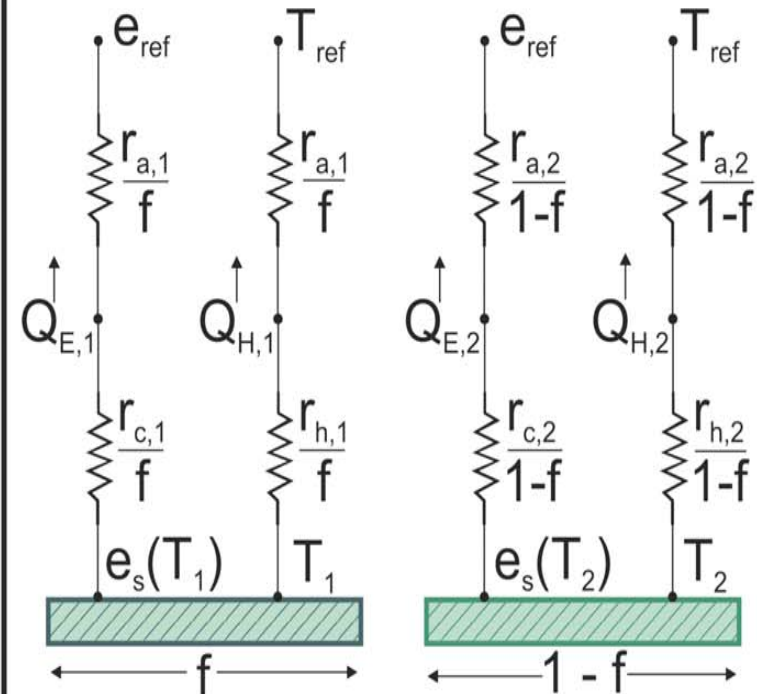 e_ref T_ref e_ref T_ref
r_a,1/f r_a,1/f r_a,2/1-f r_a,2/1-f
Q_E,1 Q_H,1 Q_E,2 Q_H,2
r_c,1/f r_h,1/f r_c,2/1-f r_h,2/1-f
e_s(T_1) T_1 e_s(T_2) T_2
f 1 - f